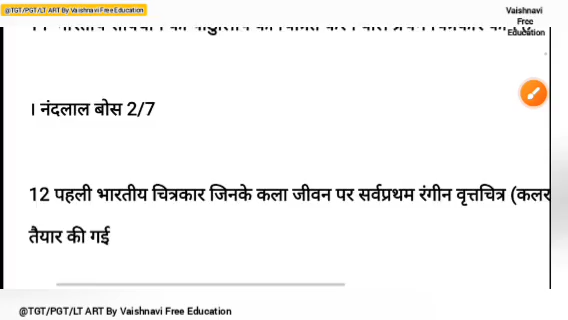 @TGT/PGT/LT ART By Vaishnavi Free Education
Vaishnavi
Free
Education
। नंदलाल बोस 2/7
12 पहली भारतीय चित्रकार जिनके कला जीवन पर सर्वप्रथम रंगीन वृत्तचित्र (कलर
तैयार की गई
@TGT/PGT/LT ART By Vaishnavi Free Education